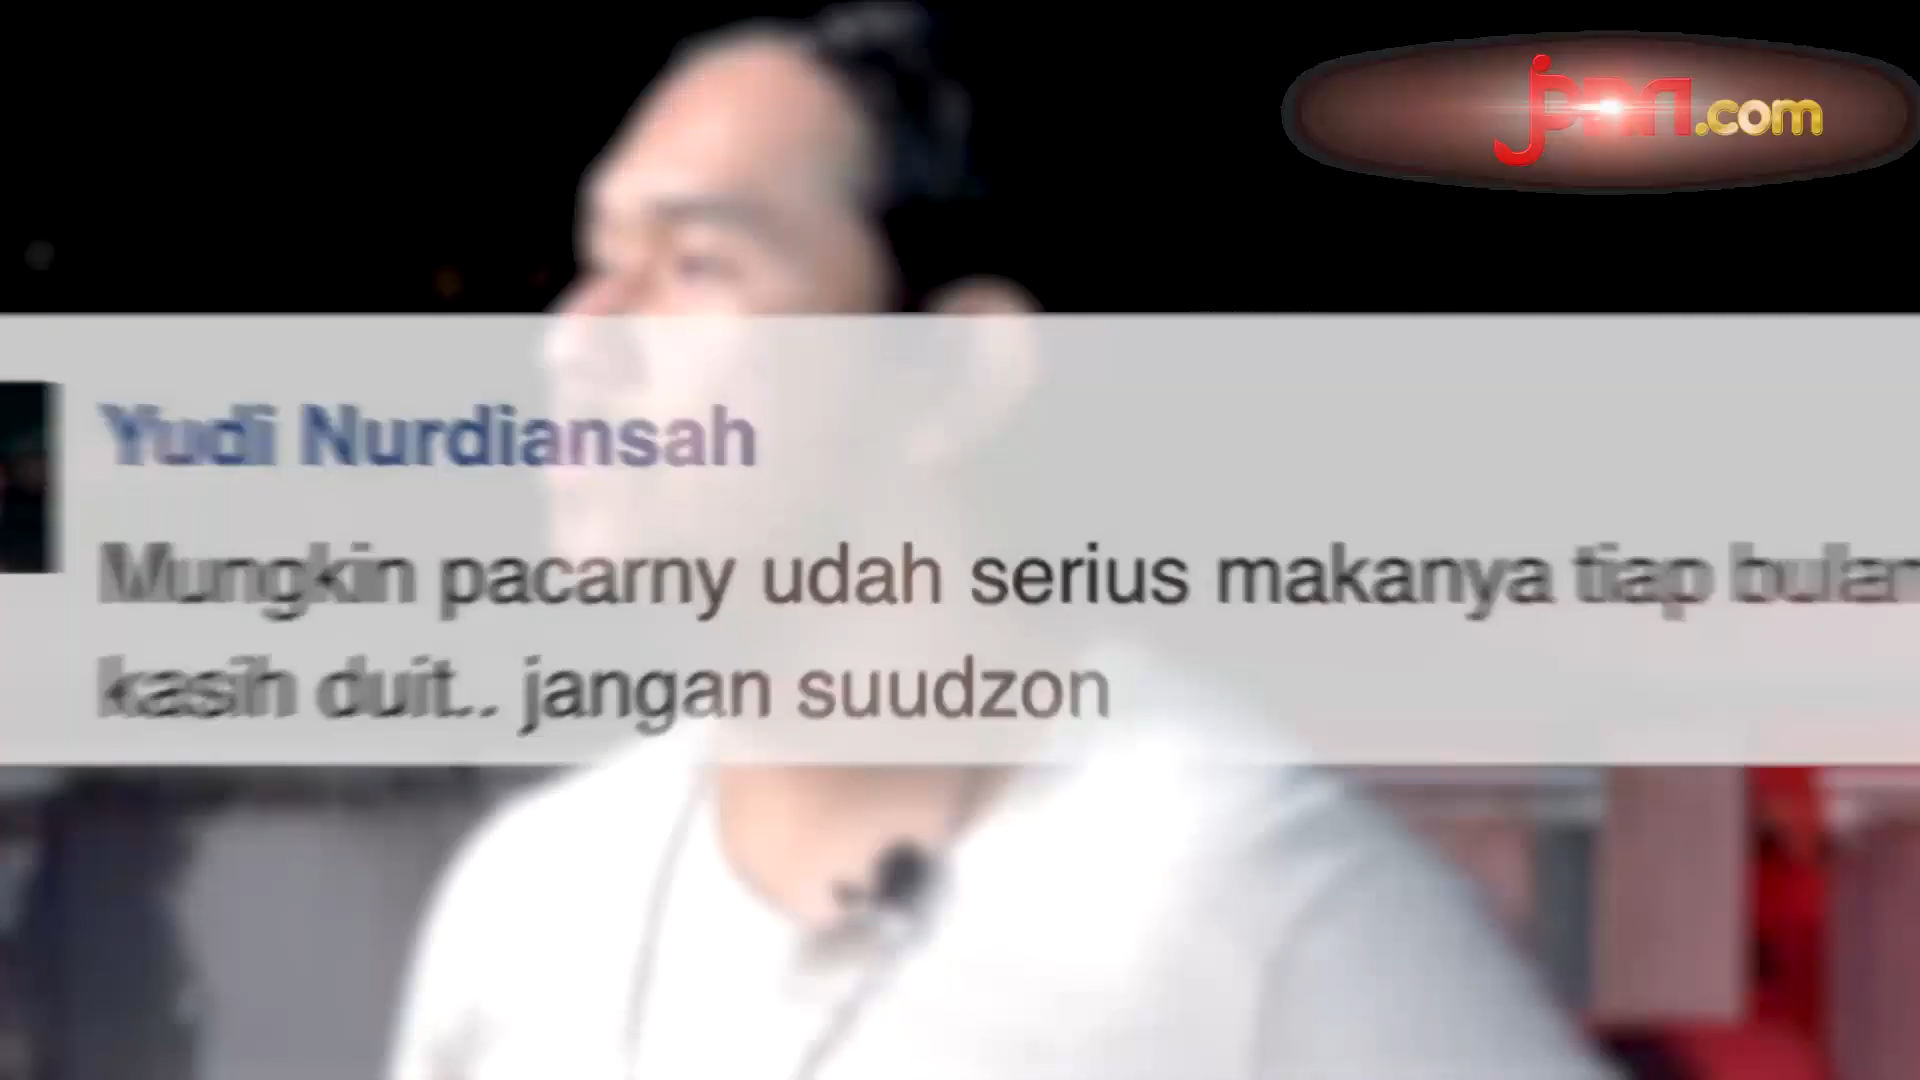 jpnn.com
Yudi Nurdiansah
Mungkin pacarny udah serius makanya tiap bulan
kasih duit.. jangan suudzon